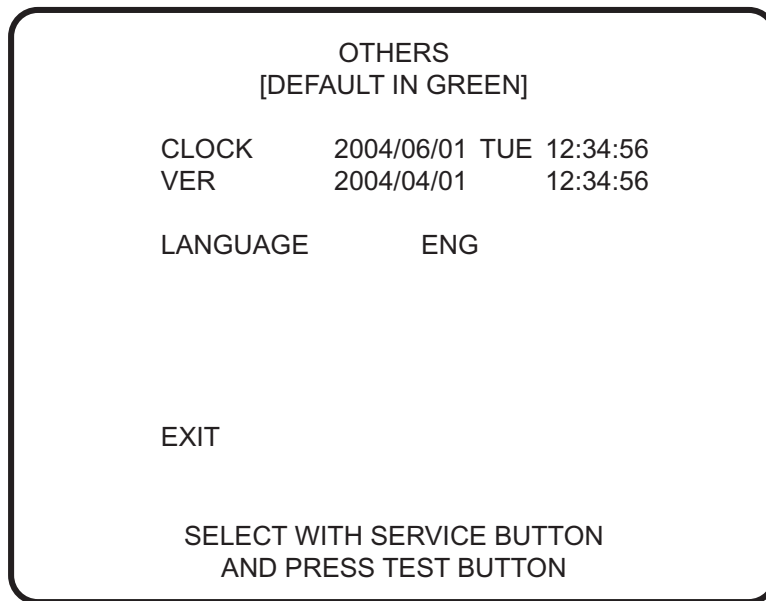 OTHERS
[DEFAULT IN GREEN]
CLOCK 2004/06/01 TUE 12:34:56
VER 2004/04/01 12:34:56
LANGUAGE ENG
EXIT
SELECT WITH SERVICE BUTTON
AND PRESS TEST BUTTON